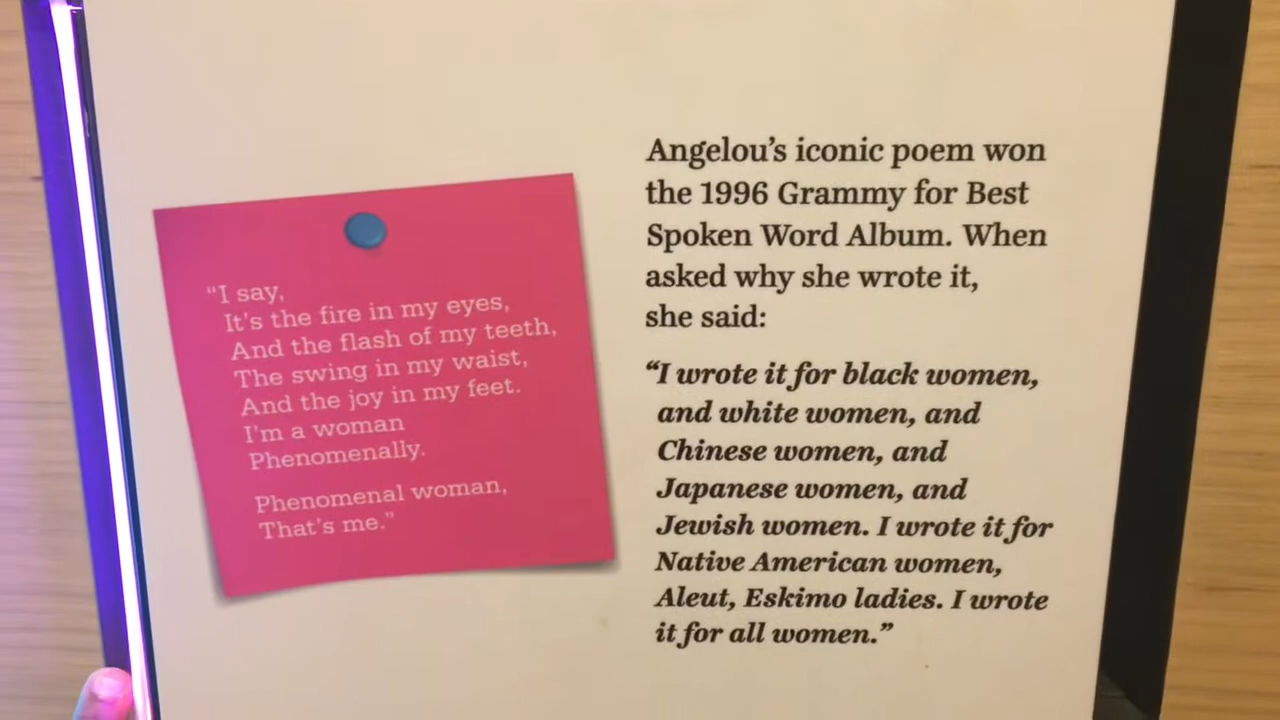 “I say,
It's the fire in my eyes,
And the flash of my teeth,
The swing in my waist,
And the joy in my feet.
I'm a woman
Phenomenally.
Phenomenal woman,
That's me.”
Angelou’s iconic poem won
the 1996 Grammy for Best
Spoken Word Album. When
asked why she wrote it,
she said:
“I wrote it for black women,
and white women, and
Chinese women, and
Japanese women, and
Jewish women. I wrote it for
Native American women,
Aleut, Eskimo ladies. I wrote
it for all women.”